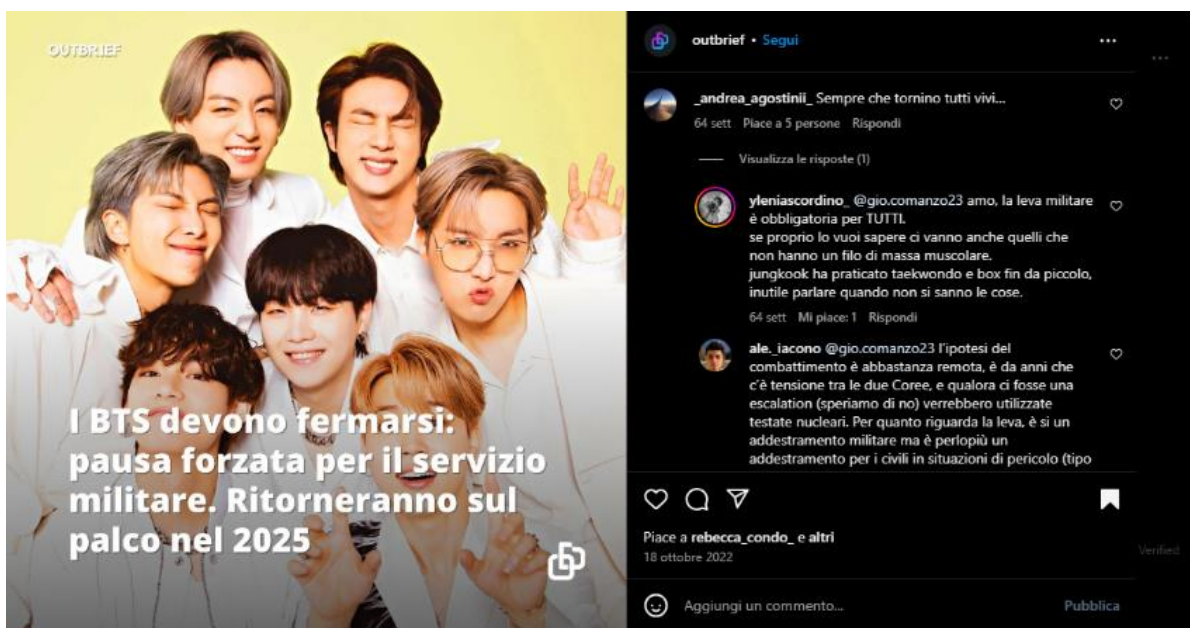 OUTBRIEF
I BTS devono fermarsi:
pausa forzata per il servizio
militare. Ritorneranno sul
palco nel 2025
outbrief • Segui
_andrea_agostinii_ Sempre che tornino tutti vivi...
64 sett Piace a 5 persone Rispondi
Visualizza le risposte (1)
yleniascordino_ @gio.comanzo23 amo, la leva militare
è obbligatoria per TUTTI.
se proprio lo vuoi sapere ci vanno anche quelli che
non hanno un filo di massa muscolare.
jungkook ha praticato taekwondo e box fin da piccolo,
inutile parlare quando non si sanno le cose.
64 sett Mi piace: 1 Rispondi
ale._iacono @gio.comanzo23 l'ipotesi del
combattimento è abbastanza remota, è da anni che
c'è tensione tra le due Coree, e qualora ci fosse una
escalation (speriamo di no) verrebbero utilizzate
testate nucleari. Per quanto riguarda la leva, è si un
addestramento militare ma è perlopiù un
addestramento per i civili in situazioni di pericolo (tipo
Piace a rebecca_condo_ e altri
18 ottobre 2022
Verified
Aggiungi un commento...
Pubblica